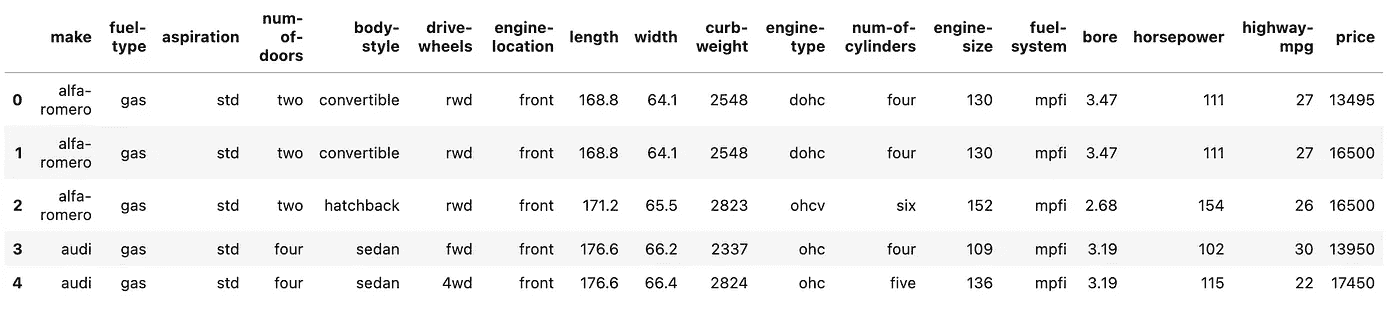 make fuel-type aspiration num-of-doors body-style drive-wheels engine-location length width curb-weight engine-type num-of-cylinders engine-size fuel-system bore horsepower highway-mpg price
0 alfa-romero gas std two convertible rwd front 168.8 64.1 2548 dohc four 130 mpfi 3.47 111 27 13495
1 alfa-romero gas std two convertible rwd front 168.8 64.1 2548 dohc four 130 mpfi 3.47 111 27 16500
2 alfa-romero gas std two hatchback rwd front 171.2 65.5 2823 ohcv six 152 mpfi 2.68 154 26 16500
3 audi gas std four sedan fwd front 176.6 66.2 2337 ohc four 109 mpfi 3.19 102 30 13950
4 audi gas std four sedan 4wd front 176.6 66.4 2824 ohc five 136 mpfi 3.19 115 22 17450